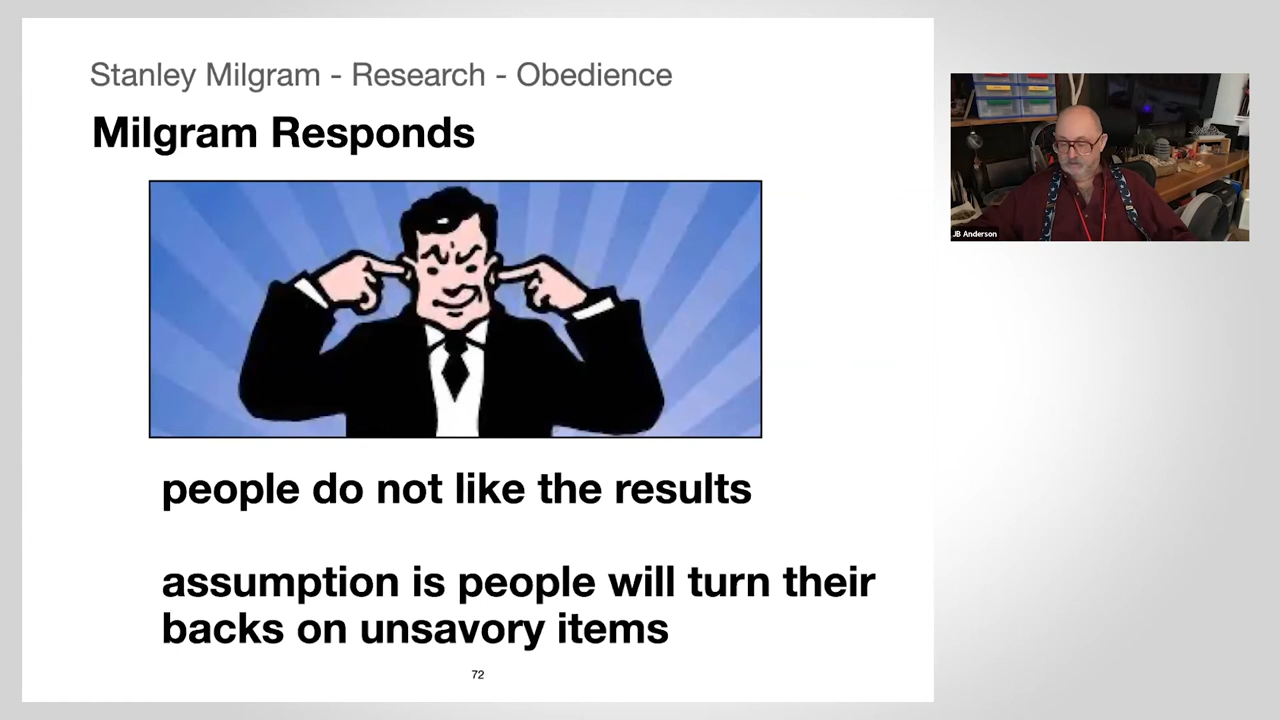 Stanley Milgram - Research - Obedience
Milgram Responds
people do not like the results
assumption is people will turn their
backs on unsavory items
72
JB Anderson